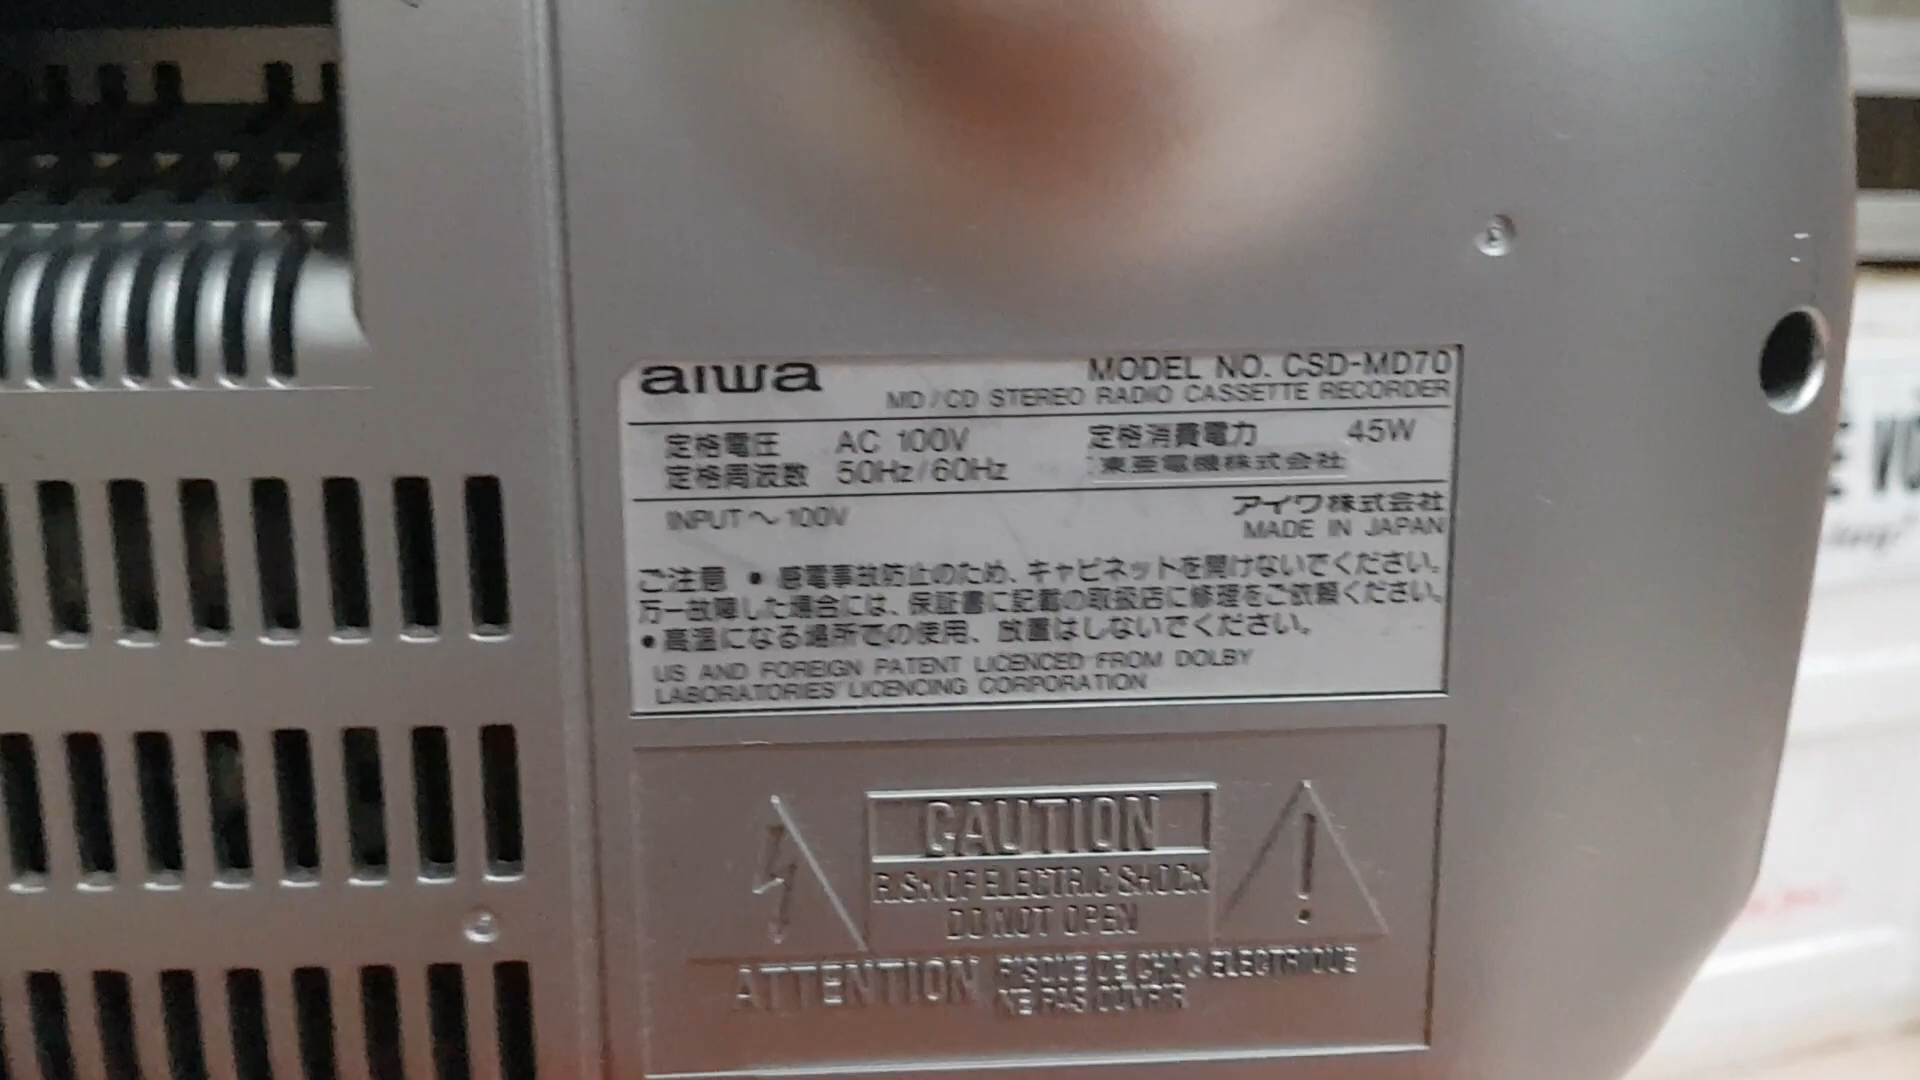 aiwa
MODEL NO. CSD-MD70
MD/CD STEREO RADIO CASSETTE RECORDER
定格電圧 AC 100V 定格消費電力 45W
定格周波数 50Hz/60Hz 東亜電機株式会社
INPUT～100V アイワ株式会社
MADE IN JAPAN
ご注意 ・感電事故防止のため、キャビネットを開けないでください。
万一故障した場合には、保証書に記載の取扱店に修理をご依頼ください。
・高温になる場所での使用、放置はしないでください。
US AND FOREIGN PATENT LICENCED FROM DOLBY
LABORATORIES LICENCING CORPORATION
CAUTION
RISK OF ELECTRIC SHOCK
DO NOT OPEN
ATTENTION RISQUE DE CHOC ELECTRIQUE
NE PAS OUVRIR